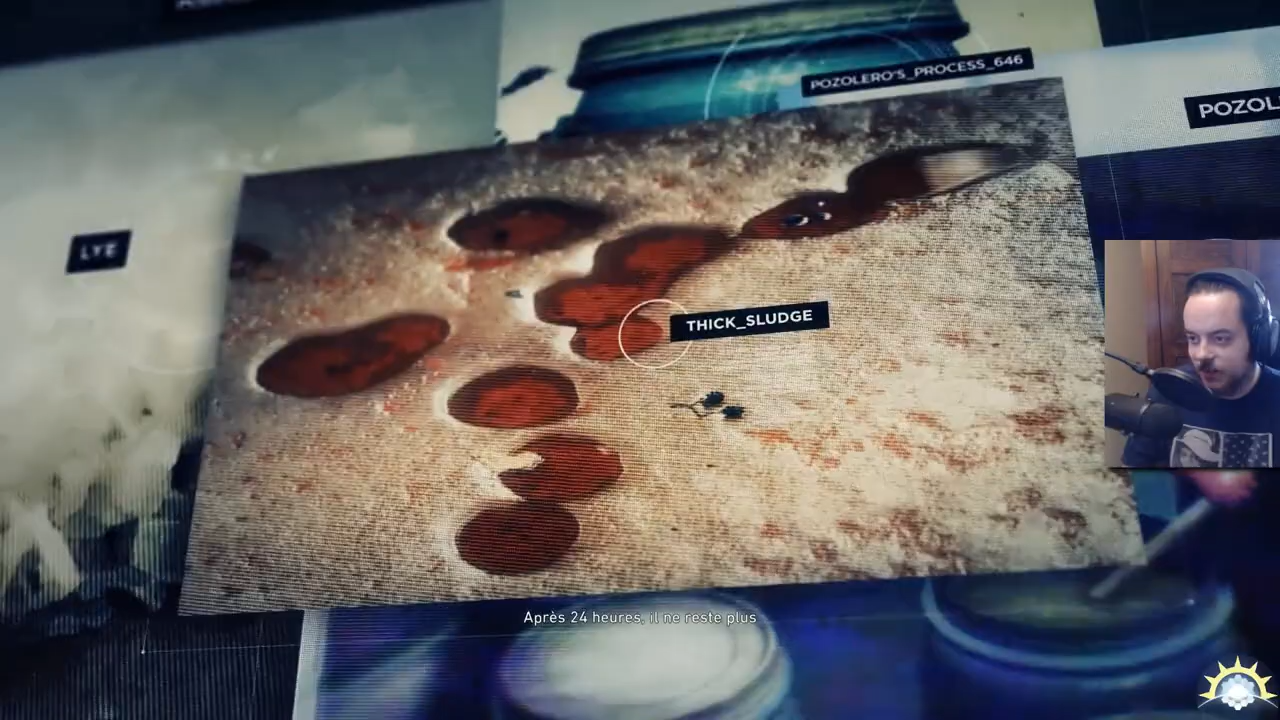 POZOLERO'S_PROCESS_646
POZOL
LYE
THICK_SLUDGE
Après 24 heures, il ne reste plus